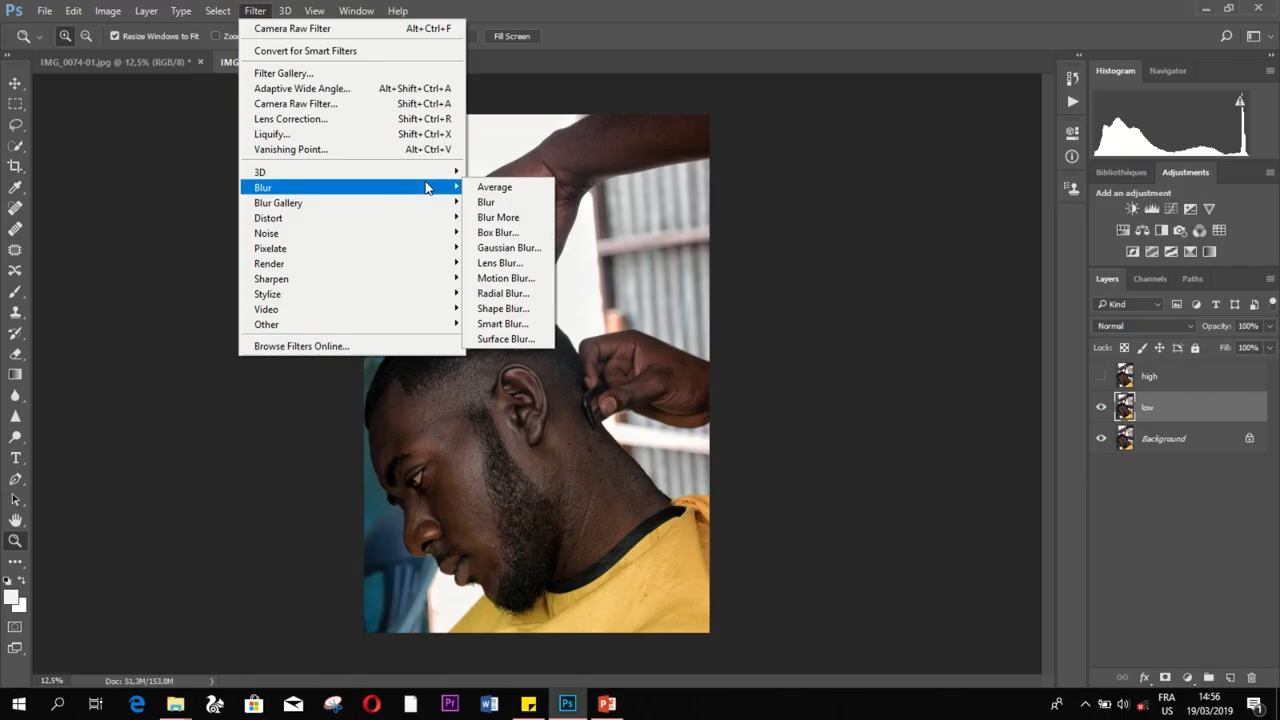 Ps File Edit Image Layer Type Select Filter 3D View Window Help
Resize Windows to Fit Zoo Fill Screen
IMG_0074-01.jpg @ 12,5% (RGB/8) * × IMG
Camera Raw Filter Alt+Ctrl+F
Convert for Smart Filters
Filter Gallery...
Adaptive Wide Angle... Alt+Shift+Ctrl+A
Camera Raw Filter... Shift+Ctrl+A
Lens Correction... Shift+Ctrl+R
Liquify... Shift+Ctrl+X
Vanishing Point... Alt+Ctrl+V
3D
Blur
Blur Gallery
Distort
Noise
Pixelate
Render
Sharpen
Stylize
Video
Other
Browse Filters Online...
Average
Blur
Blur More
Box Blur...
Gaussian Blur...
Lens Blur...
Motion Blur...
Radial Blur...
Shape Blur...
Smart Blur...
Surface Blur...
Histogram Navigator
Bibliothèques Adjustments
Add an adjustment
Layers Channels Paths
Kind
Normal Opacity: 100%
Lock: Fill: 100%
high
low
Background
12,5% Doc: 51,3M/153,8M
FRA 14:56
US 19/03/2019